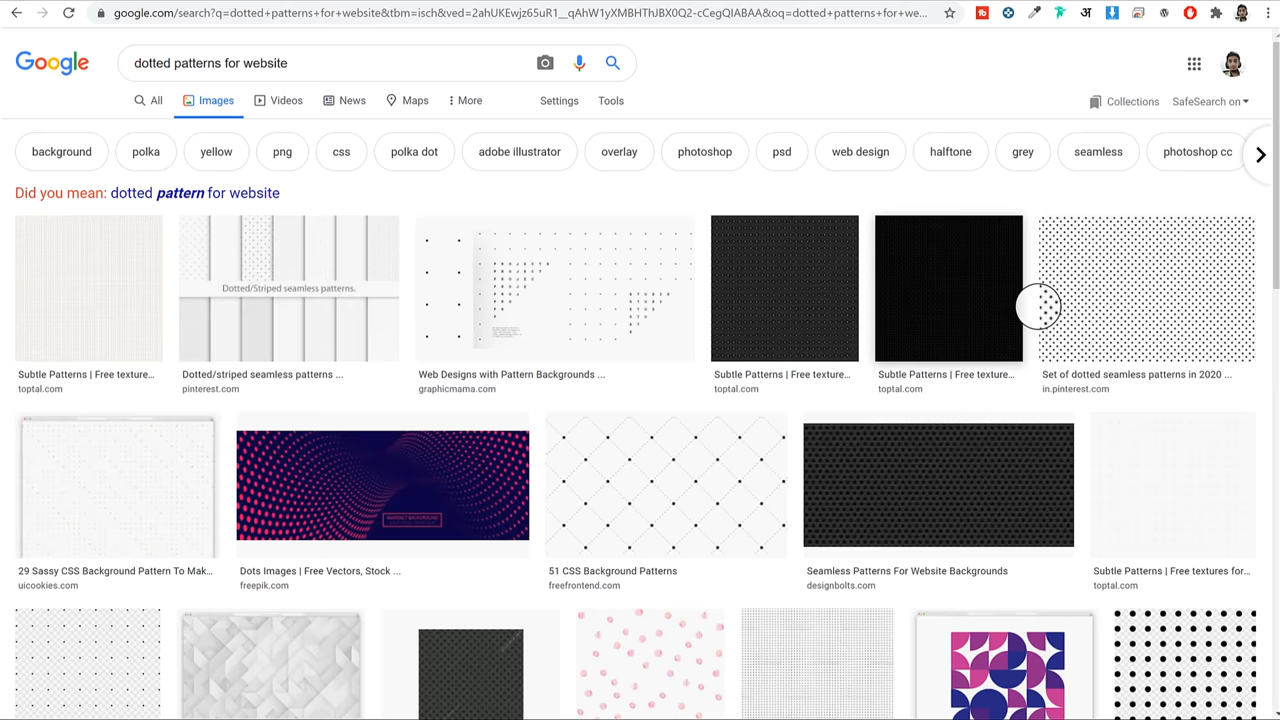 google.com/search?q=dotted+patterns+for+website&tbm=isch&ved=2ahUKEwjz65uR1__qAhW1yXMBHThJBX0Q2-cCegQIABAA&oq=dotted+patterns+for+we...
Google
dotted patterns for website
All Images Videos News Maps More Settings Tools
Collections SafeSearch on
background polka yellow png css polka dot adobe illustrator overlay photoshop psd web design halftone grey seamless photoshop cc
Did you mean: dotted pattern for website
Dotted/Striped seamless patterns.
Subtle Patterns | Free texture... Dotted/striped seamless patterns ... Web Designs with Pattern Backgrounds ... Subtle Patterns | Free texture... Subtle Patterns | Free texture... Set of dotted seamless patterns in 2020 ...
toptal.com pinterest.com graphicmama.com toptal.com toptal.com in.pinterest.com
ABSTRACT BACKGROUND
29 Sassy CSS Background Pattern To Mak... Dots Images | Free Vectors, Stock ... 51 CSS Background Patterns Seamless Patterns For Website Backgrounds Subtle Patterns | Free textures for...
uicookies.com freepik.com freefrontend.com designbolts.com toptal.com